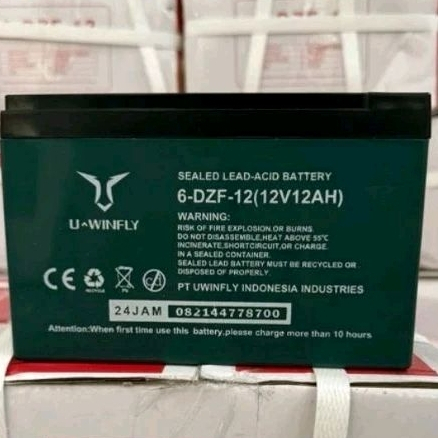 SEALED LEAD-ACID BATTERY
6-DZF-12(12V12AH)
WARNING:
RISK OF FIRE EXPLOSION,OR BURNS.
DO NOT DISASSEMBLE,HEAT ABOVE 55℃
INCINERATE,SHORTCIRCUIT,OR CHARGE
IN A SEALED CONTAINER.
SEALED LEAD BATTERY MUST BE RECYCLED OR
DISPOSED OF PROPERLY.
U WINFLY
CE
Pb
PT UWINFLY INDONESIA INDUSTRIES
24JAM 082144778700
Attention:When first time use this battery,please charge more than 10 hours